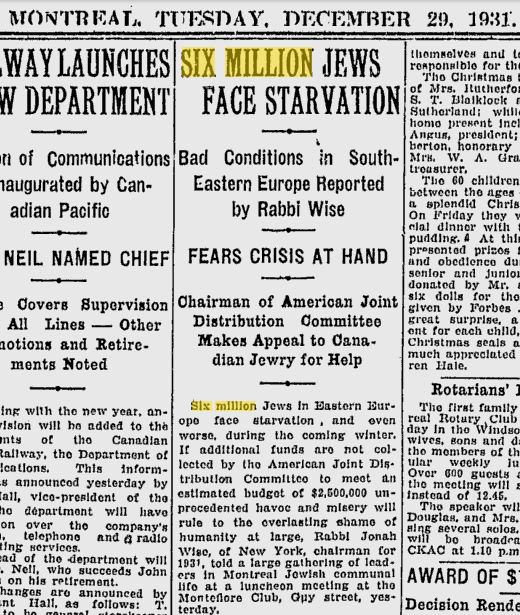 MONTREAL, TUESDAY, DECEMBER 29, 1931.
WAY LAUNCHES
W DEPARTMENT
on of Communications
naugurated by Can-
adian Pacific
NEIL NAMED CHIEF
e Covers Supervision
All Lines — Other
notions and Retire-
ments Noted
ing with the new year, an-
vision will be added to the
nts of the Canadian
Railway, the Department of
ications. This inform-
s announced yesterday by
Hall, vice-president of the
he department will have
on over the company's
, telephone and radio
ting services.
ead of the department will
. Neil, who succeeds John
on his retirement.
hanges are announced by
ant Hall, as follows: T.
SIX MILLION JEWS
FACE STARVATION
Bad Conditions in South-
Eastern Europe Reported
by Rabbi Wise
FEARS CRISIS AT HAND
Chairman of American Joint
Distribution Committee
Makes Appeal to Cana-
dian Jewry for Help
Six million Jews in Eastern Eur-
ope face starvation, and even
worse, during the coming winter.
If additional funds are not col-
lected by the American Joint Dis-
tribution Committee to meet an
estimated budget of $2,500,000 un-
precedented havoc and misery will
rule to the everlasting shame of
humanity at large, Rabbi Jonah
Wise, of New York, chairman for
1931, told a large gathering of lead-
ers in Montreal Jewish communal
life at a luncheon meeting at the
Montefiore Club, Guy street, yes-
terday.
themselves and t
responsible for the
The Christmas
of Mrs. Rutherfor
S. T. Blaiklock a
Sutherland; while
home present incl
Angus, president;
berton, honorary
Mrs. W. A. Gra
treasurer.
The 60 children
between the ages
a splendid Chris
On Friday they w
cial dinner with
pudding. At this
presented prizes f
and obedience du
senior and junior
donated by Mr. a
six dolls for the
given by Forbes
great surprise, a
ent for each child,
Christmas seals a
much appreciated
ren Hale.
Rotarians'
The first family
real Rotary Club
day in the Windso
wives, sons and d
the members of th
ular weekly lu
Over 600 guests a
the meeting will s
instead of 12.45.
The speaker wil
Douglas, and Mrs.
sing several solos.
will be broadca
CKAC at 1.10 p.m
AWARD OF $
Decision Rende